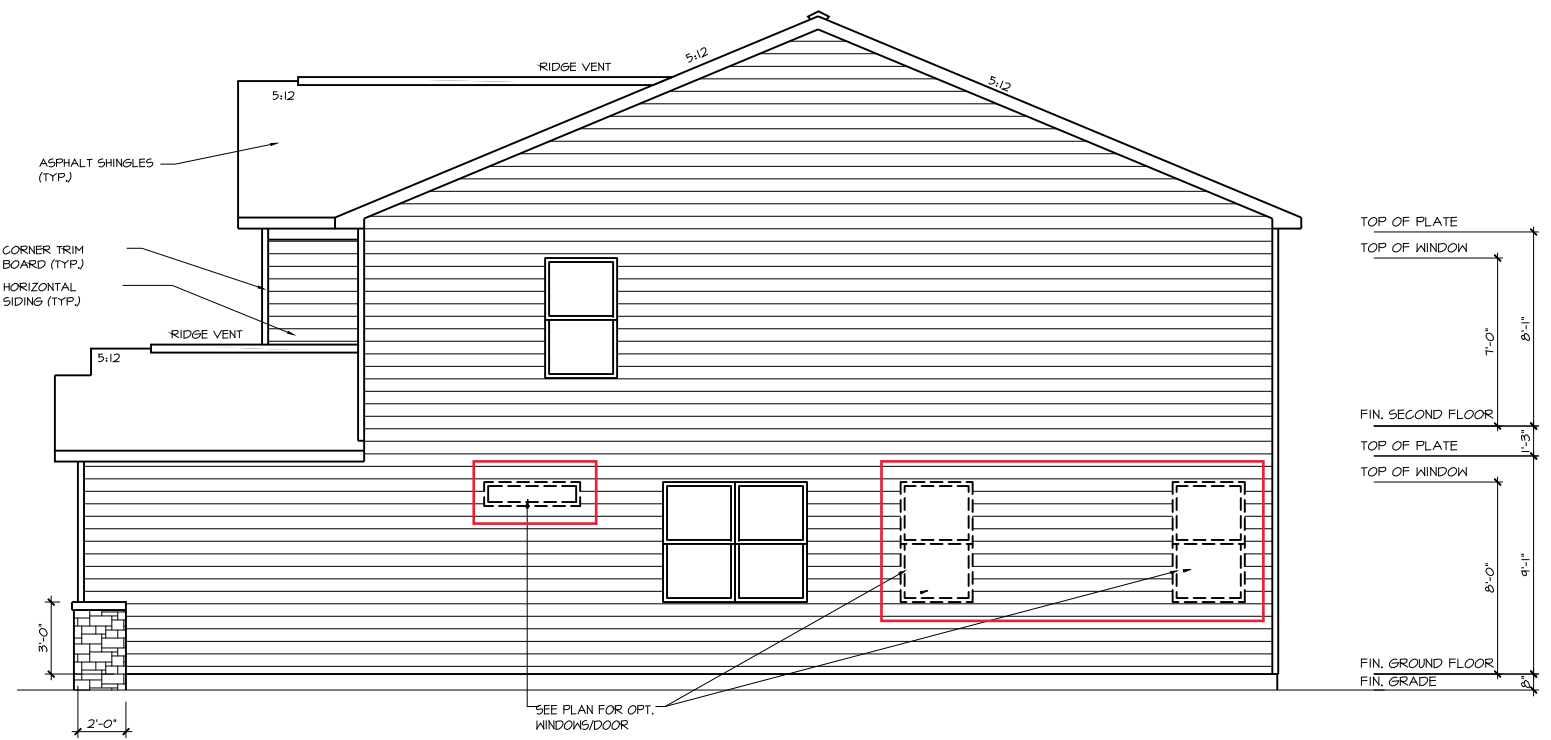 5:12
RIDGE VENT
5:12
5:12
ASPHALT SHINGLES
(TYP.)
CORNER TRIM
BOARD (TYP.)
HORIZONTAL
SIDING (TYP.)
RIDGE VENT
5:12
TOP OF PLATE
TOP OF WINDOW
7'-0"
8'-1"
FIN. SECOND FLOOR
1'-3"
TOP OF PLATE
TOP OF WINDOW
8'-0"
9'-1"
3'-0"
FIN. GROUND FLOOR
FIN. GRADE
8"
SEE PLAN FOR OPT.
WINDOWS/DOOR
2'-0"